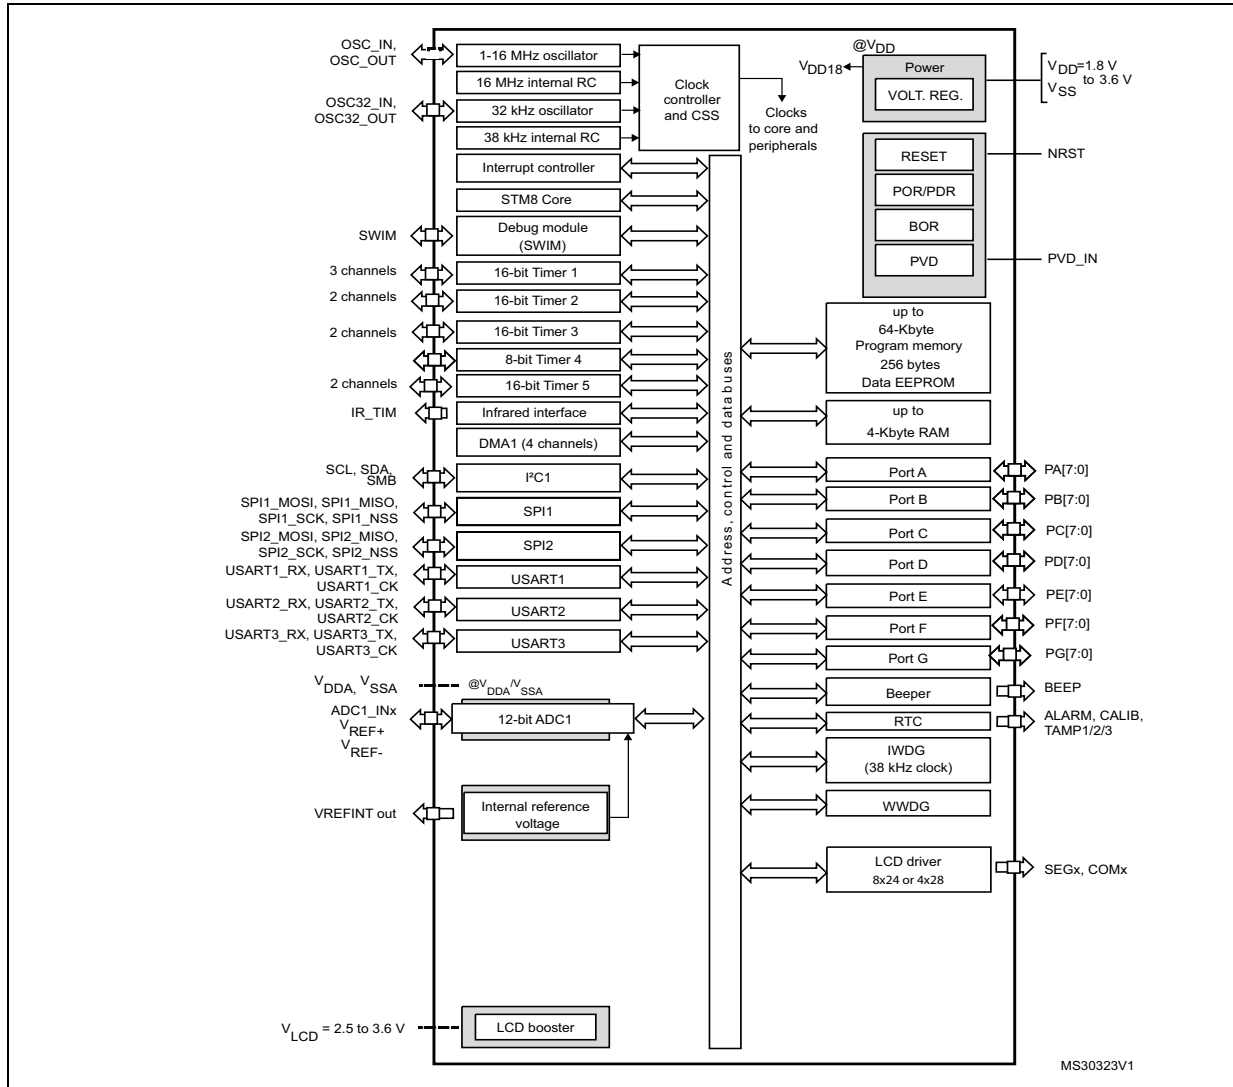 OSC_IN,
OSC_OUT
1-16 MHz oscillator
16 MHz internal RC
OSC32_IN,
OSC32_OUT
32 kHz oscillator
38 kHz internal RC
Clock
controller
and CSS
Clocks
to core and
peripherals
@VDD
VDD18
Power
VOLT. REG.
VDD=1.8 V
to 3.6 V
VSS
RESET
NRST
POR/PDR
BOR
PVD
PVD_IN
Interrupt controller
STM8 Core
SWIM
Debug module
(SWIM)
3 channels
16-bit Timer 1
2 channels
16-bit Timer 2
2 channels
16-bit Timer 3
8-bit Timer 4
2 channels
16-bit Timer 5
IR_TIM
Infrared interface
DMA1 (4 channels)
SCL, SDA,
SMB
I²C1
SPI1_MOSI, SPI1_MISO,
SPI1_SCK, SPI1_NSS
SPI1
SPI2_MOSI, SPI2_MISO,
SPI2_SCK, SPI2_NSS
SPI2
USART1_RX, USART1_TX,
USART1_CK
USART1
USART2_RX, USART2_TX,
USART2_CK
USART2
USART3_RX, USART3_TX,
USART3_CK
USART3
VDDA, VSSA
@VDDA/VSSA
ADC1_INx
VREF+
VREF-
12-bit ADC1
VREFINT out
Internal reference
voltage
VLCD = 2.5 to 3.6 V
LCD booster
Address, control and data buses
up to
64-Kbyte
Program memory
256 bytes
Data EEPROM
up to
4-Kbyte RAM
Port A
PA[7:0]
Port B
PB[7:0]
Port C
PC[7:0]
Port D
PD[7:0]
Port E
PE[7:0]
Port F
PF[7:0]
Port G
PG[7:0]
Beeper
BEEP
RTC
ALARM, CALIB,
TAMP1/2/3
IWDG
(38 kHz clock)
WWDG
LCD driver
8x24 or 4x28
SEGx, COMx
MS30323V1